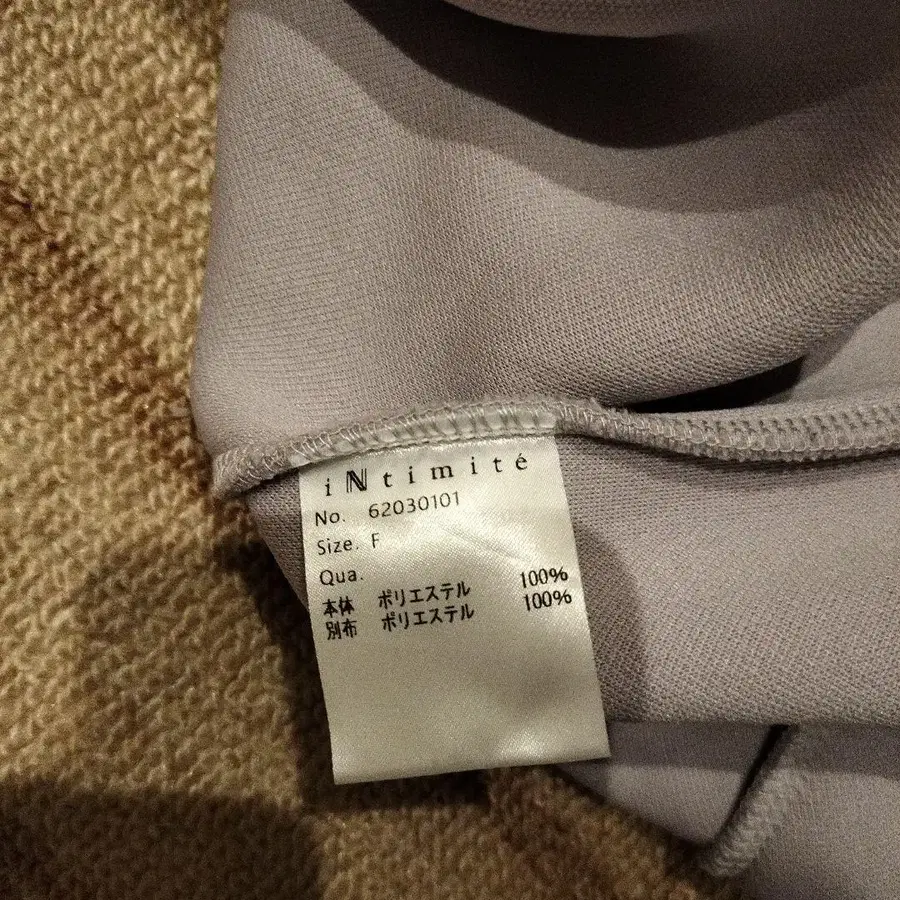 iNtimité
No. 62030101
Size. F
Qua.
本体 ポリエステル 100%
別布 ポリエステル 100%